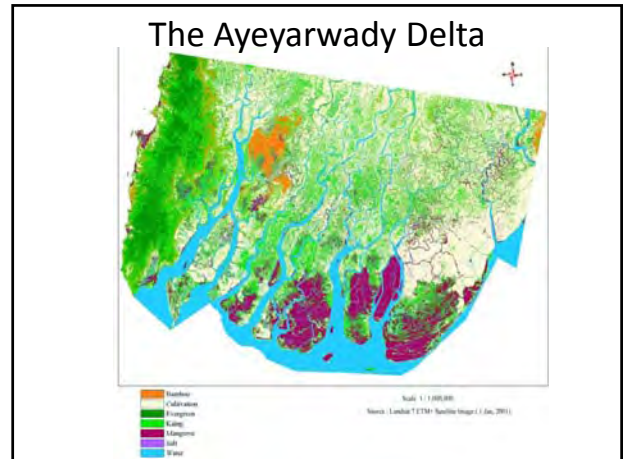 The Ayeyarwady Delta
Bamboo
Cultivation
Evergreen
Kaing
Mangrove
Salt
Water
Scale 1 : 1,000,000
Source : Landsat 7 ETM+ Satellite Image ( 1, Jan, 2001)